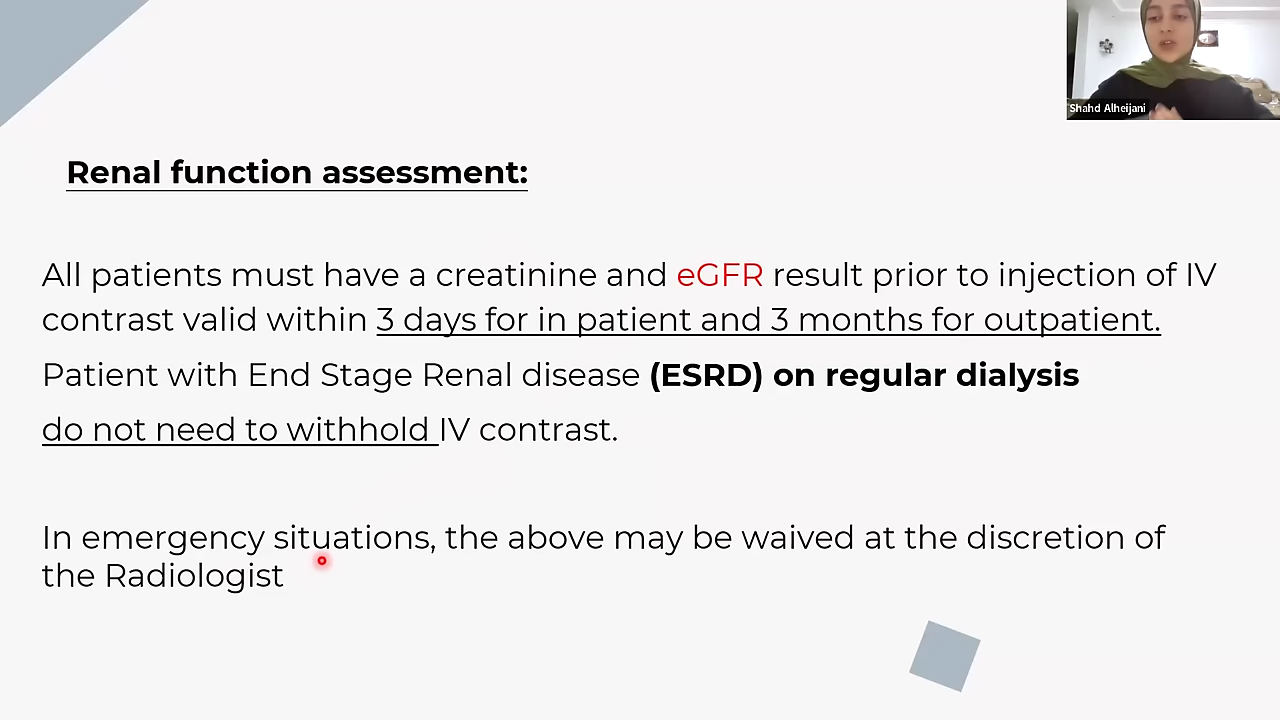 Shahd Alheijani
Renal function assessment:
All patients must have a creatinine and eGFR result prior to injection of IV
contrast valid within 3 days for in patient and 3 months for outpatient.
Patient with End Stage Renal disease (ESRD) on regular dialysis
do not need to withhold IV contrast.
In emergency situations, the above may be waived at the discretion of
the Radiologist